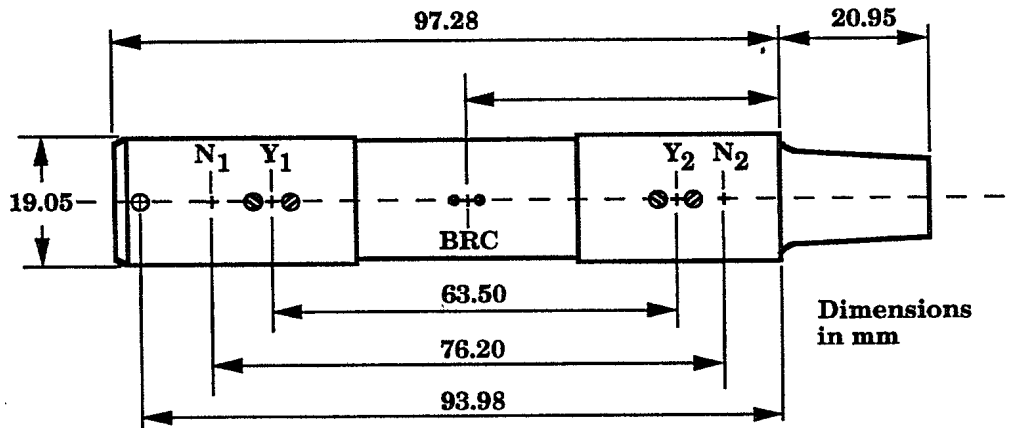 97.28
20.95
N1 Y1
Y2 N2
19.05
BRC
63.50
Dimensions
in mm
76.20
93.98